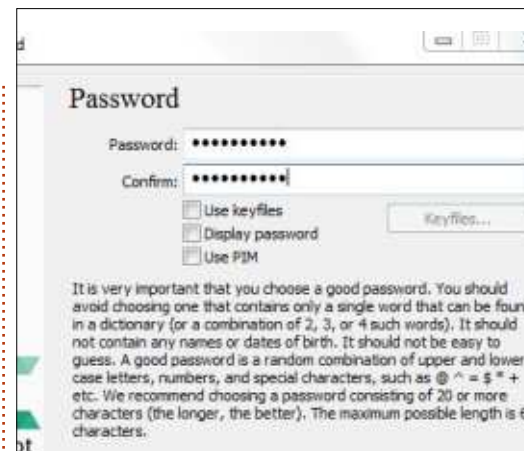 d
Password
Password: ●●●●●●●●●●
Confirm: ●●●●●●●●●●
Use keyfiles
Keyfiles...
Display password
Use PIM
It is very important that you choose a good password. You should
avoid choosing one that contains only a single word that can be foun
in a dictionary (or a combination of 2, 3, or 4 such words). It should
not contain any names or dates of birth. It should not be easy to
guess. A good password is a random combination of upper and lower
case letters, numbers, and special characters, such as @ ^ = $ * +
etc. We recommend choosing a password consisting of 20 or more
characters (the longer, the better). The maximum possible length is 6
characters.
pt